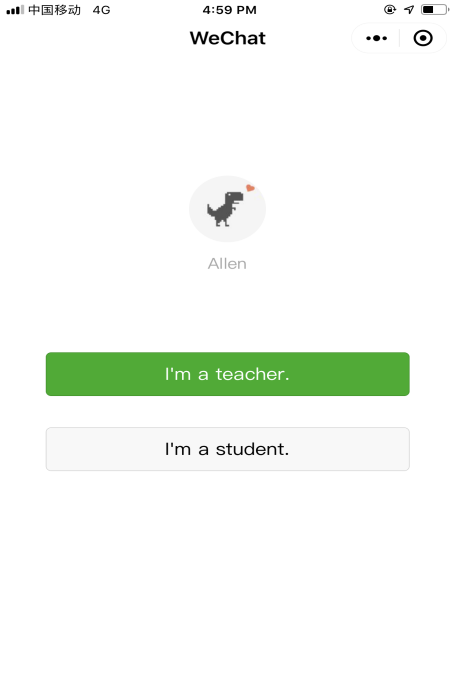 中国移动 4G 4:59 PM
WeChat
Allen
I'm a teacher.
I'm a student.